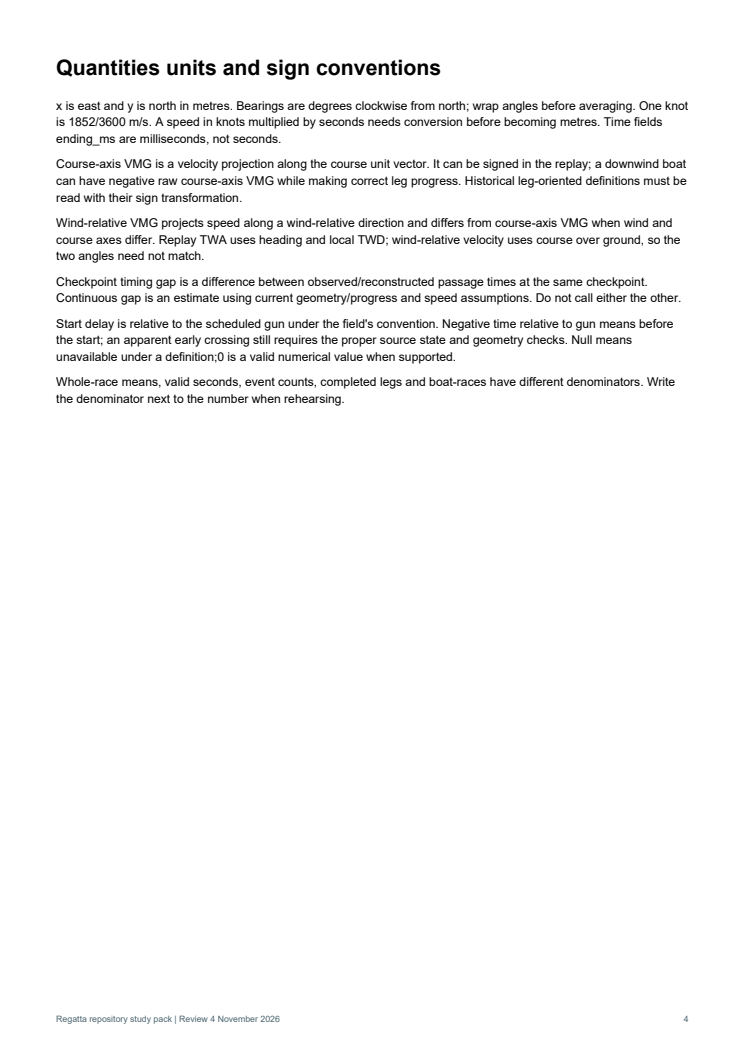 Quantities units and sign conventions
x is east and y is north in metres. Bearings are degrees clockwise from north; wrap angles before averaging. One knot
is 1852/3600 m/s. A speed in knots multiplied by seconds needs conversion before becoming metres. Time fields
ending_ms are milliseconds, not seconds.
Course-axis VMG is a velocity projection along the course unit vector. It can be signed in the replay; a downwind boat
can have negative raw course-axis VMG while making correct leg progress. Historical leg-oriented definitions must be
read with their sign transformation.
Wind-relative VMG projects speed along a wind-relative direction and differs from course-axis VMG when wind and
course axes differ. Replay TWA uses heading and local TWD; wind-relative velocity uses course over ground, so the
two angles need not match.
Checkpoint timing gap is a difference between observed/reconstructed passage times at the same checkpoint.
Continuous gap is an estimate using current geometry/progress and speed assumptions. Do not call either the other.
Start delay is relative to the scheduled gun under the field's convention. Negative time relative to gun means before
the start; an apparent early crossing still requires the proper source state and geometry checks. Null means
unavailable under a definition;0 is a valid numerical value when supported.
Whole-race means, valid seconds, event counts, completed legs and boat-races have different denominators. Write
the denominator next to the number when rehearsing.
Regatta repository study pack | Review 4 November 2026
4